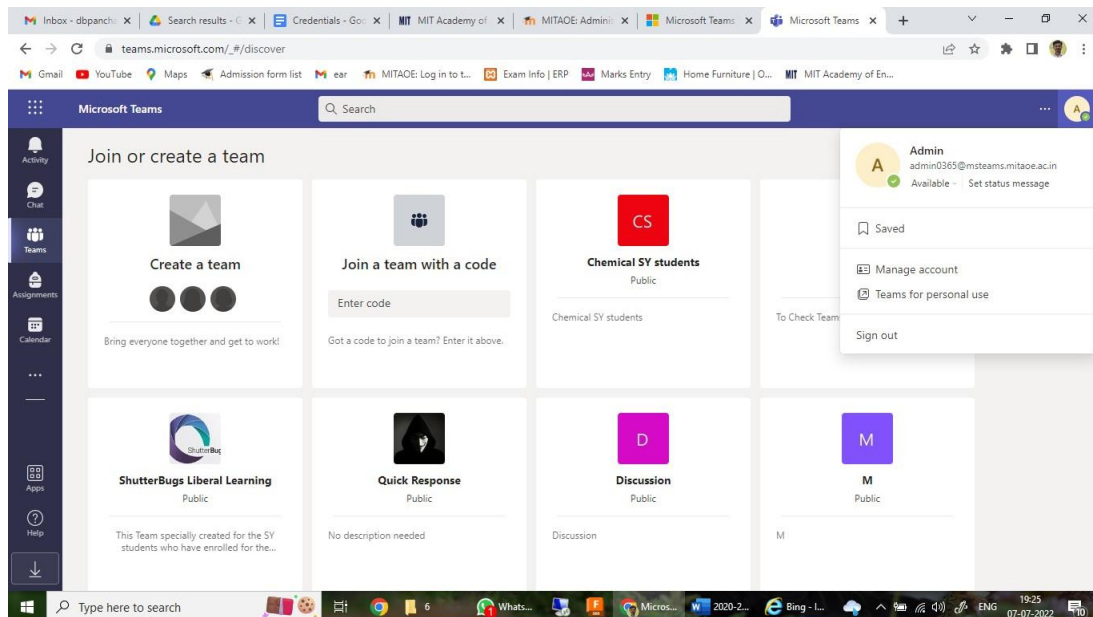 Inbox - dbpanch
Search results - G
Credentials - Goo
MIT MIT Academy of
MITAOE: Adminis
Microsoft Teams
Microsoft Teams
teams.microsoft.com/_#/discover
Gmail
YouTube
Maps
Admission form list
ear
MITAOE: Log in to t...
Exam Info | ERP
Marks Entry
Home Furniture | O...
MIT MIT Academy of En...
Microsoft Teams
Search
Activity
Chat
Teams
Assignments
Calendar
Apps
Help
Join or create a team
Create a team
Bring everyone together and get to work!
Join a team with a code
Enter code
Got a code to join a team? Enter it above.
CS
Chemical SY students
Public
Chemical SY students
To Check Team
A
A
Admin
admin0365@msteams.mitaoe.ac.in
Available
Set status message
Saved
Manage account
Teams for personal use
Sign out
ShutterBug
ShutterBugs Liberal Learning
Public
This Team specially created for the SY
students who have enrolled for the...
Quick Response
Public
No description needed
D
Discussion
Public
Discussion
M
M
Public
M
Type here to search
6
Whats...
Micros...
2020-2...
Bing - I...
ENG
19:25
07-07-2022